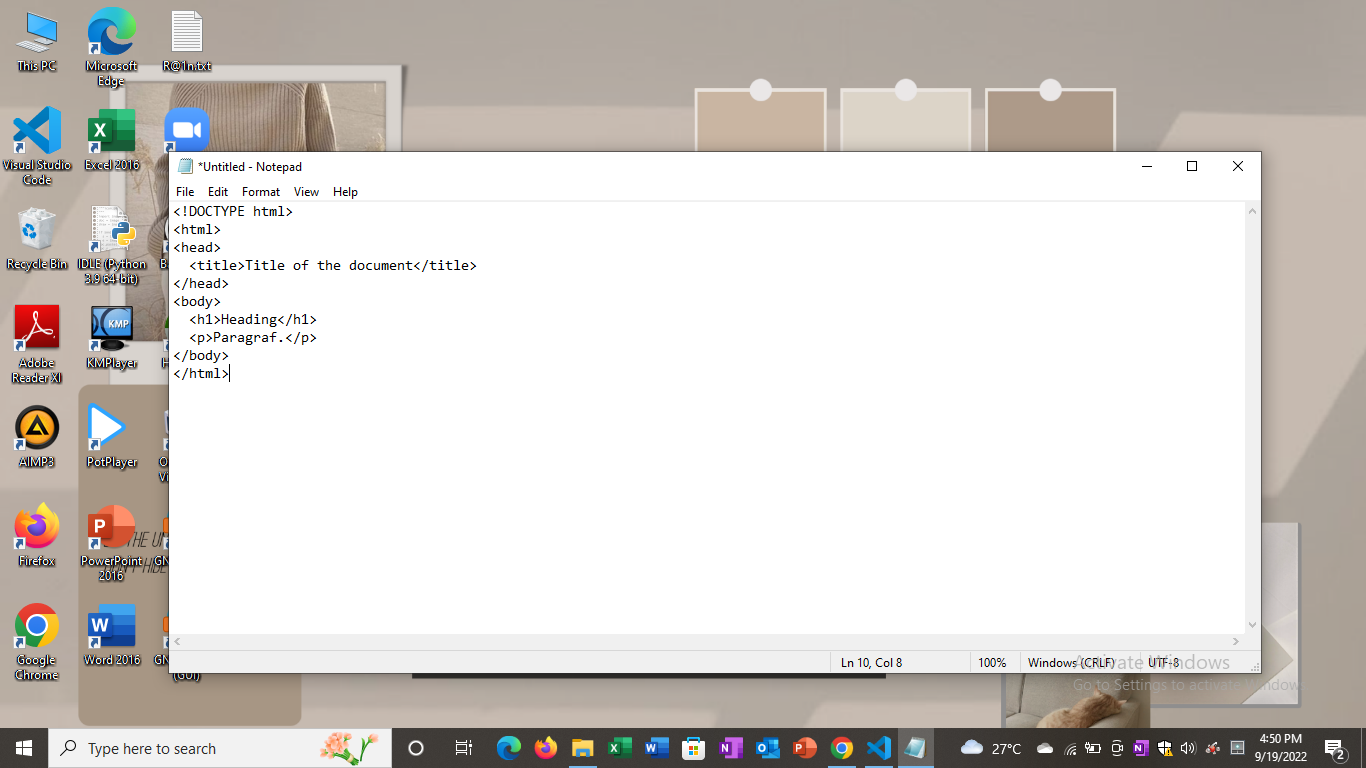 This PC
Microsoft
Edge
R@1n.txt
Visual Studio
Code
Excel 2016
Recycle Bin
IDLE (Python
3.9 64-bit)
Adobe
Reader XI
KMP
KMPlayer
AIMP3
PotPlayer
Firefox
PowerPoint
2016
Google
Chrome
Word 2016
(GUI)
*Untitled - Notepad
File Edit Format View Help
<!DOCTYPE html>
<html>
<head>
  <title>Title of the document</title>
</head>
<body>
  <h1>Heading</h1>
  <p>Paragraf.</p>
</body>
</html>
Ln 10, Col 8 100% Windows (CRLF) UTF-8
Activate Windows
Go to Settings to activate Window
Type here to search
27°C
4:50 PM
9/19/2022
2